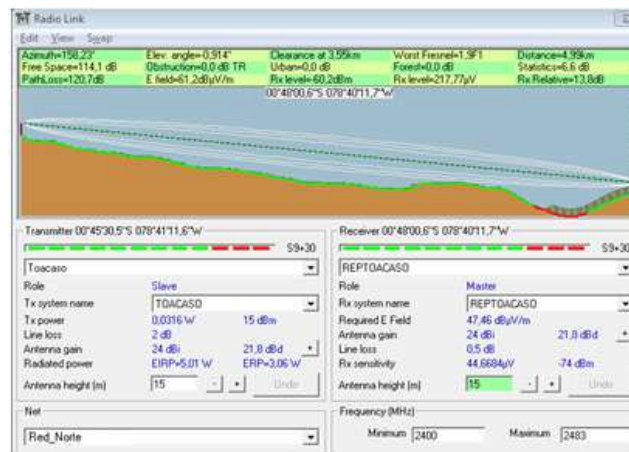 Radio Link
Edit View Swap
Azimuth=158,23° Elev. angle=-0,914° Clearance at 3,55km Worst Fresnel=1,9F1 Distance=4,99km
Free Space=114,1 dB Obstruction=0,0 dB TR Urban=0,0 dB Forest=0,0 dB Statistics=6,6 dB
PathLoss=120,7dB E field=61,2dBµV/m Rx level=-60,2dBm Rx level=217,77µV Rx Relative=13,8dB
00°48'00,6"S 078°40'11,7"W
Transmitter 00°45'30,5"S 078°41'11,6"W
S9+30
Toacaso
Role Slave
Tx system name TOACASO
Tx power 0,0316 W 15 dBm
Line loss 2 dB
Antenna gain 24 dBi 21,8 dBd +
Radiated power EIRP=5,01 W ERP=3,06 W
Antenna height (m) 15 - + Undo
Net
Red_Norte
Receiver 00°48'00,6"S 078°40'11,7"W
S9+30
REPTOACASO
Role Master
Rx system name REPTOACASO
Required E Field 47,46 dBµV/m
Antenna gain 24 dBi 21,8 dBd +
Line loss 0,5 dB
Rx sensitivity 44,6684µV -74 dBm
Antenna height (m) 15 - + Undo
Frequency (MHz)
Minimum 2400 Maximum 2483